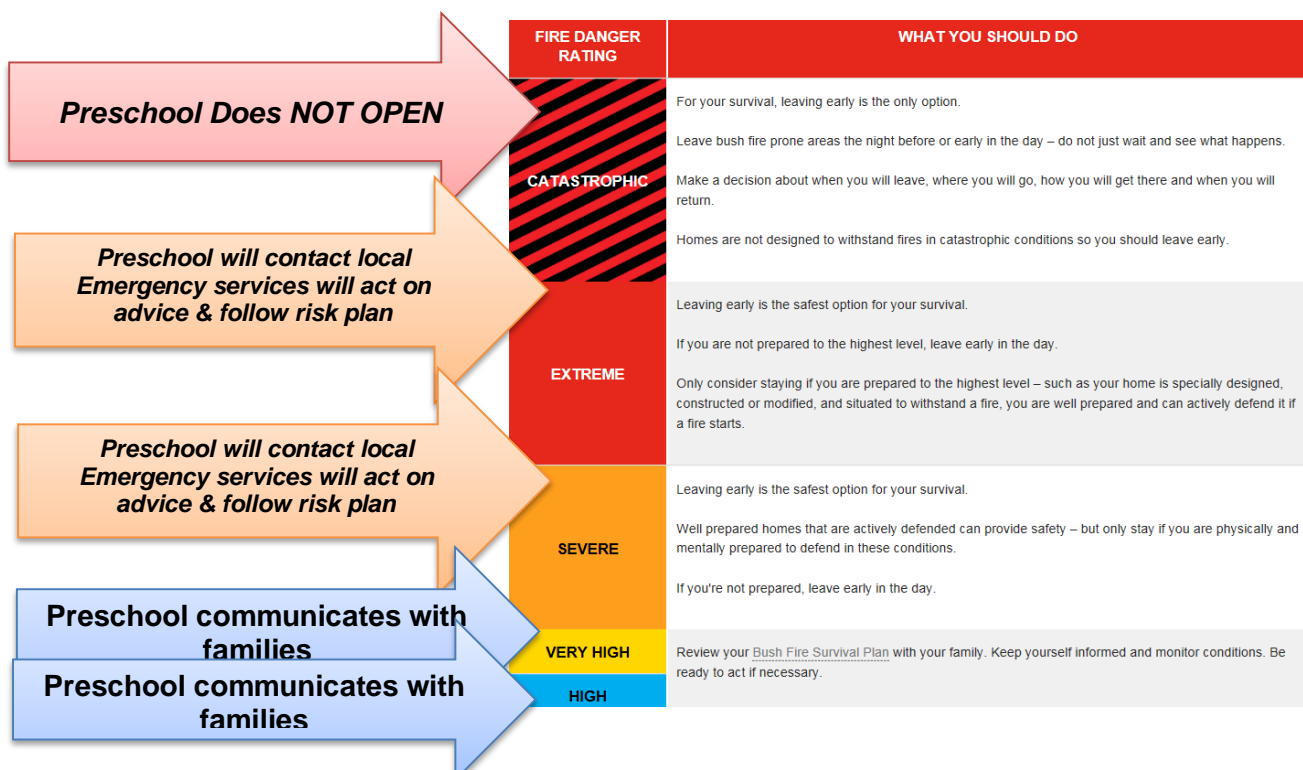 FIRE DANGER
RATING
WHAT YOU SHOULD DO
Preschool Does NOT OPEN
CATASTROPHIC
For your survival, leaving early is the only option.
Leave bush fire prone areas the night before or early in the day – do not just wait and see what happens.
Make a decision about when you will leave, where you will go, how you will get there and when you will
return.
Homes are not designed to withstand fires in catastrophic conditions so you should leave early.
Preschool will contact local
Emergency services will act on
advice & follow risk plan
EXTREME
Leaving early is the safest option for your survival.
If you are not prepared to the highest level, leave early in the day.
Only consider staying if you are prepared to the highest level – such as your home is specially designed,
constructed or modified, and situated to withstand a fire, you are well prepared and can actively defend it if
a fire starts.
Preschool will contact local
Emergency services will act on
advice & follow risk plan
SEVERE
Leaving early is the safest option for your survival.
Well prepared homes that are actively defended can provide safety – but only stay if you are physically and
mentally prepared to defend in these conditions.
If you're not prepared, leave early in the day.
Preschool communicates with
families
VERY HIGH
Review your Bush Fire Survival Plan with your family. Keep yourself informed and monitor conditions. Be
ready to act if necessary.
Preschool communicates with
families
HIGH